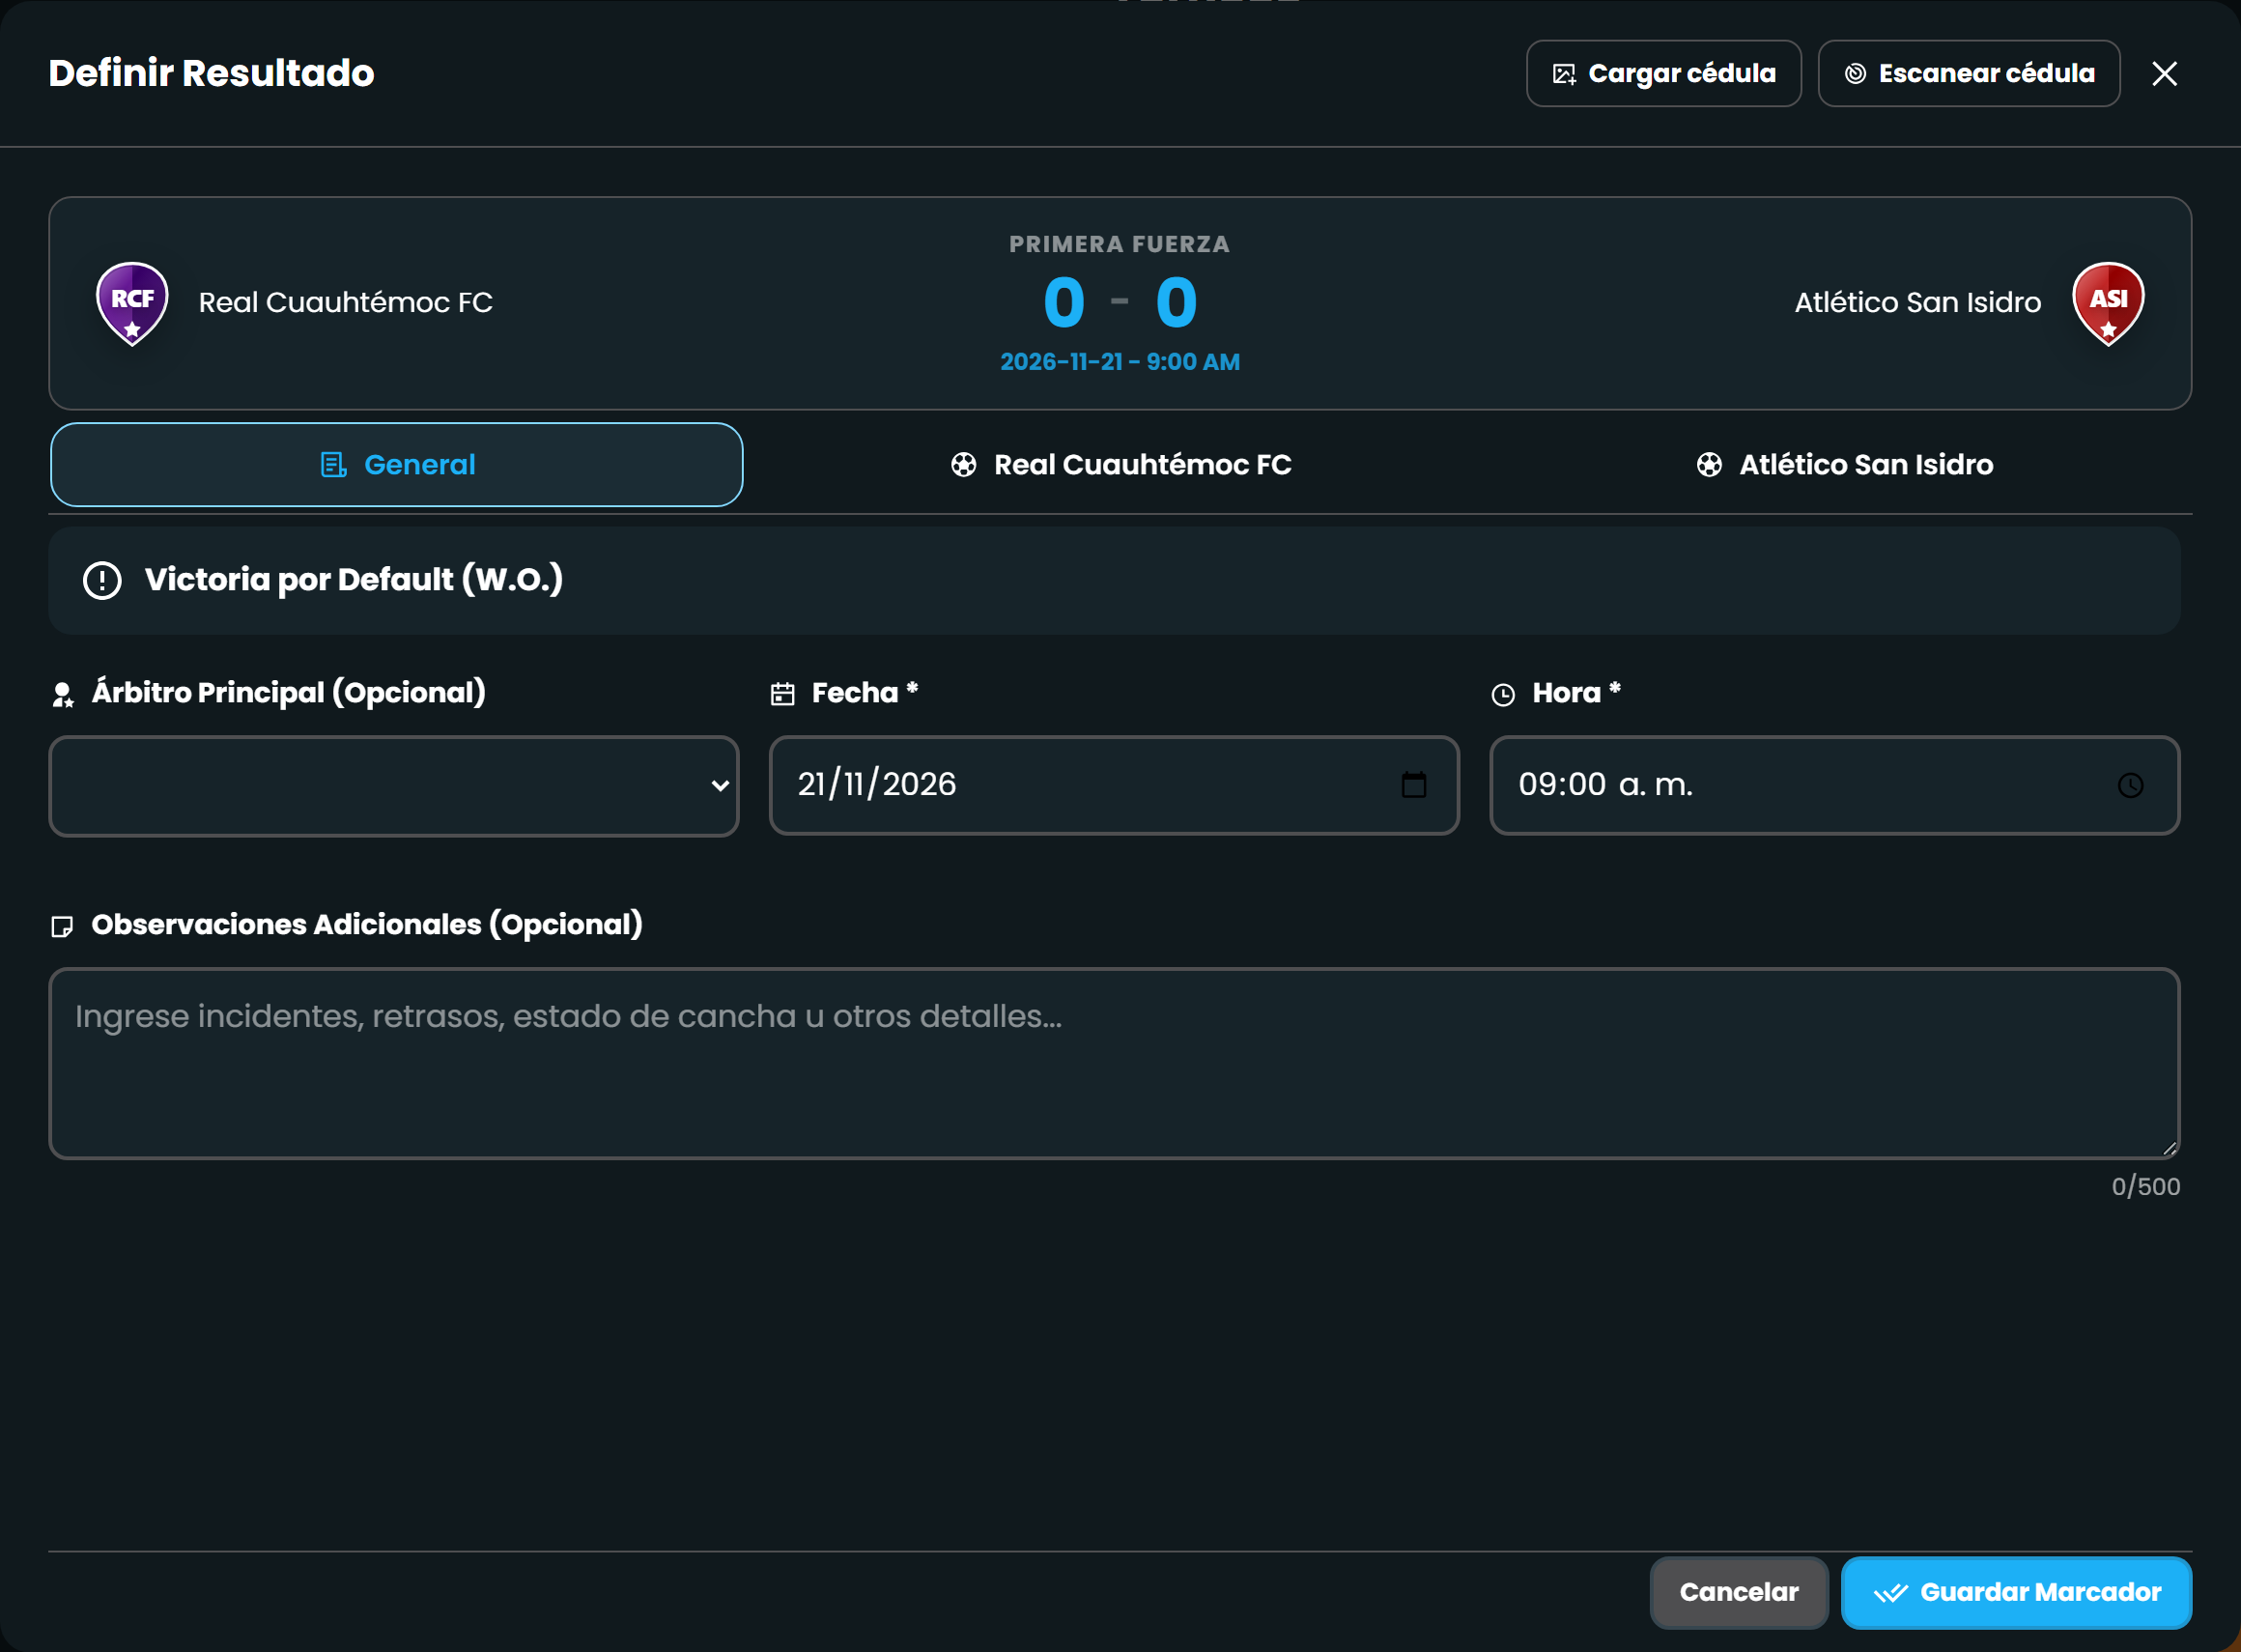 Definir Resultado
Cargar cédula
Escanear cédula
PRIMERA FUERZA
RCF
Real Cuauhtémoc FC
0 - 0
Atlético San Isidro
ASI
2026-11-21 - 9:00 AM
General
Real Cuauhtémoc FC
Atlético San Isidro
Victoria por Default (W.O.)
Árbitro Principal (Opcional)
Fecha *
Hora *
21/11/2026
09:00 a. m.
Observaciones Adicionales (Opcional)
Ingrese incidentes, retrasos, estado de cancha u otros detalles...
0/500
Cancelar
Guardar Marcador